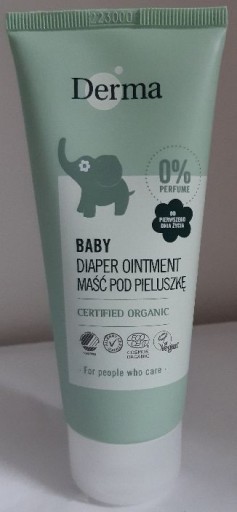 223000
Derma
0%
PERFUME
OD
PIERWSZEGO
DNIA ŻYCIA
BABY
DIAPER OINTMENT
MAŚĆ POD PIELUSZKĘ
CERTIFIED ORGANIC
COSMOS
ORGANIC
Vegan
· For people who care ·